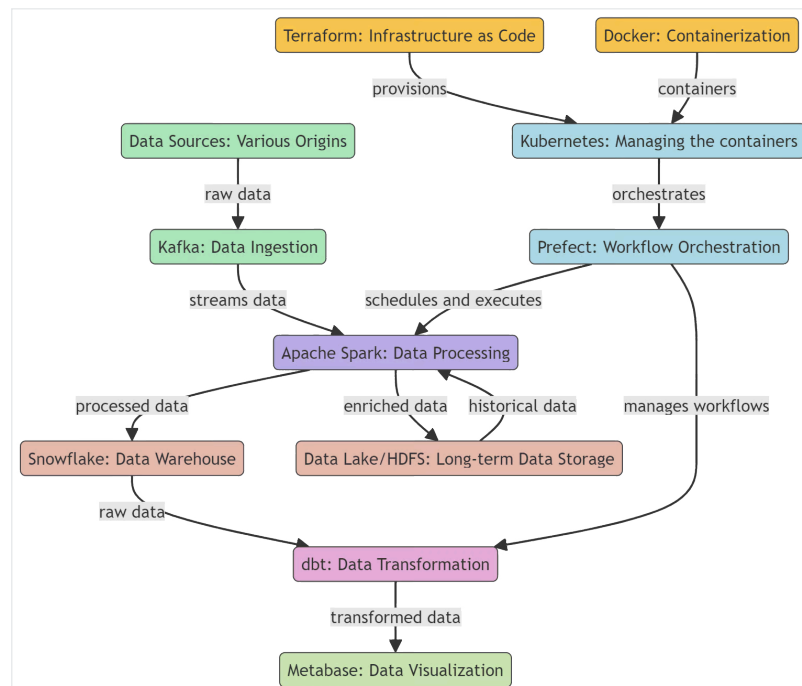 Terraform: Infrastructure as Code
Docker: Containerization
provisions
containers
Data Sources: Various Origins
Kubernetes: Managing the containers
raw data
orchestrates
Kafka: Data Ingestion
Prefect: Workflow Orchestration
streams data
schedules and executes
Apache Spark: Data Processing
processed data
enriched data
historical data
manages workflows
Snowflake: Data Warehouse
Data Lake/HDFS: Long-term Data Storage
raw data
dbt: Data Transformation
transformed data
Metabase: Data Visualization